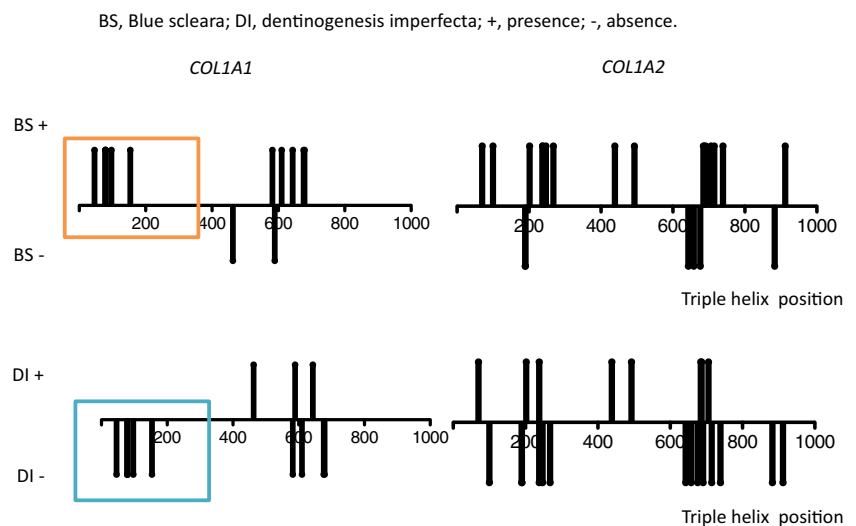 BS, Blue scleara; DI, dentinogenesis imperfecta; +, presence; -, absence.
COL1A1 COL1A2
BS +
200 400 600 800 1000 200 400 600 800 1000
BS -
Triple helix position
DI +
200 400 600 800 1000 200 400 600 800 1000
DI -
Triple helix position